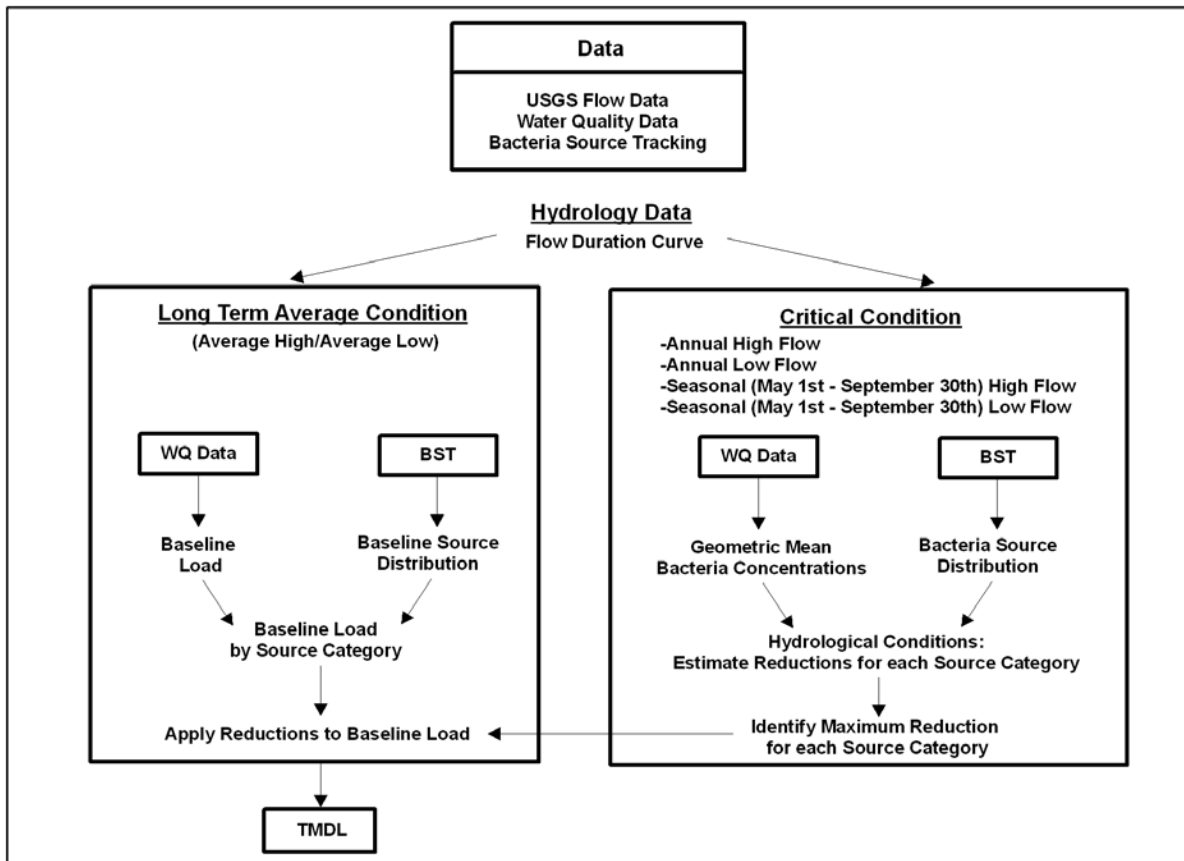 Data
USGS Flow Data
Water Quality Data
Bacteria Source Tracking
Hydrology Data
Flow Duration Curve
Long Term Average Condition
(Average High/Average Low)
WQ Data
BST
Baseline
Load
Baseline Source
Distribution
Baseline Load
by Source Category
Apply Reductions to Baseline Load
TMDL
Critical Condition
-Annual High Flow
-Annual Low Flow
-Seasonal (May 1st - September 30th) High Flow
-Seasonal (May 1st - September 30th) Low Flow
WQ Data
BST
Geometric Mean
Bacteria Concentrations
Bacteria Source
Distribution
Hydrological Conditions:
Estimate Reductions for each Source Category
Identify Maximum Reduction
for each Source Category